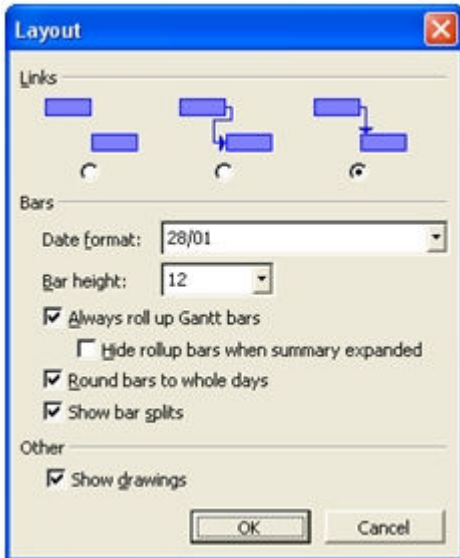 Layout
Links
Bars
Date format: 28/01
Bar height: 12
Always roll up Gantt bars
Hide rollup bars when summary expanded
Round bars to whole days
Show bar splits
Other
Show drawings
OK Cancel